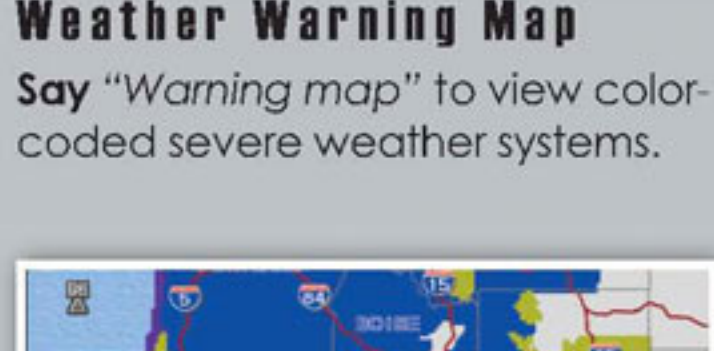 Weather Warning Map
Say “Warning map” to view color-
coded severe weather systems.
5
84
15
BOISE